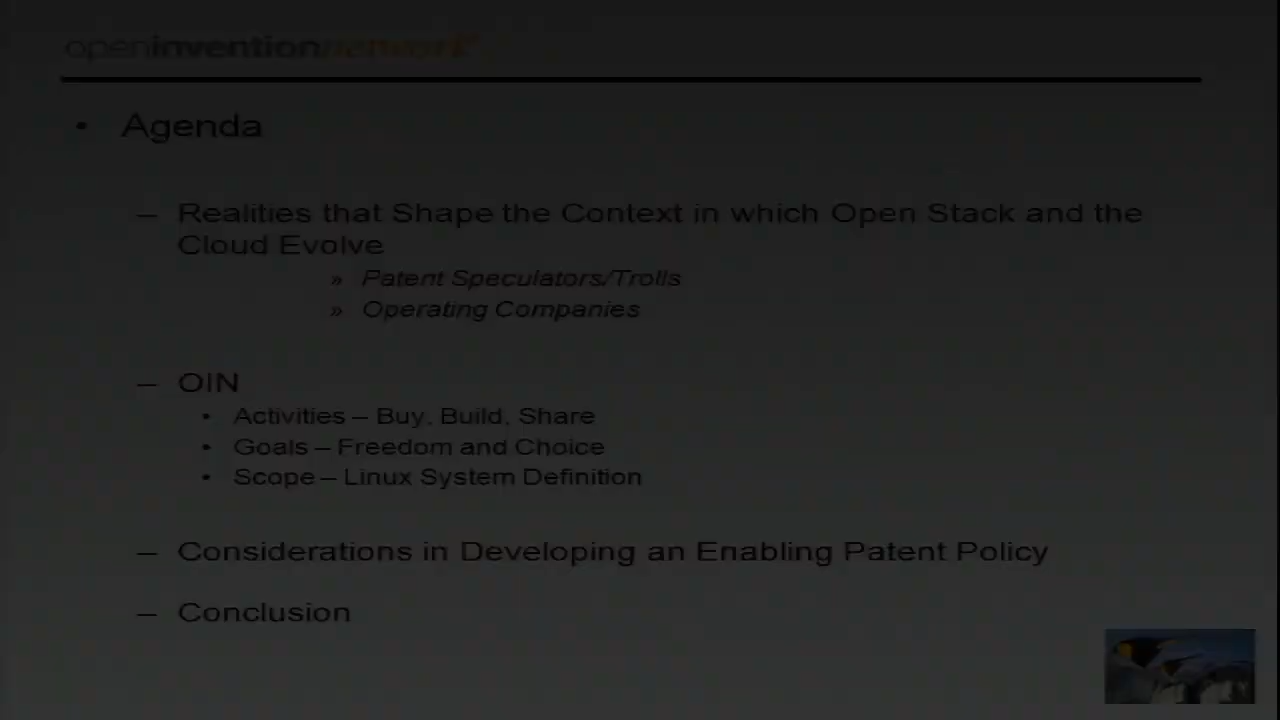 openinventionnetwork
• Agenda
– Realities that Shape the Context in which Open Stack and the
Cloud Evolve
» Patent Speculators/Trolls
» Operating Companies
– OIN
• Activities – Buy, Build, Share
• Goals – Freedom and Choice
• Scope – Linux System Definition
– Considerations in Developing an Enabling Patent Policy
– Conclusion